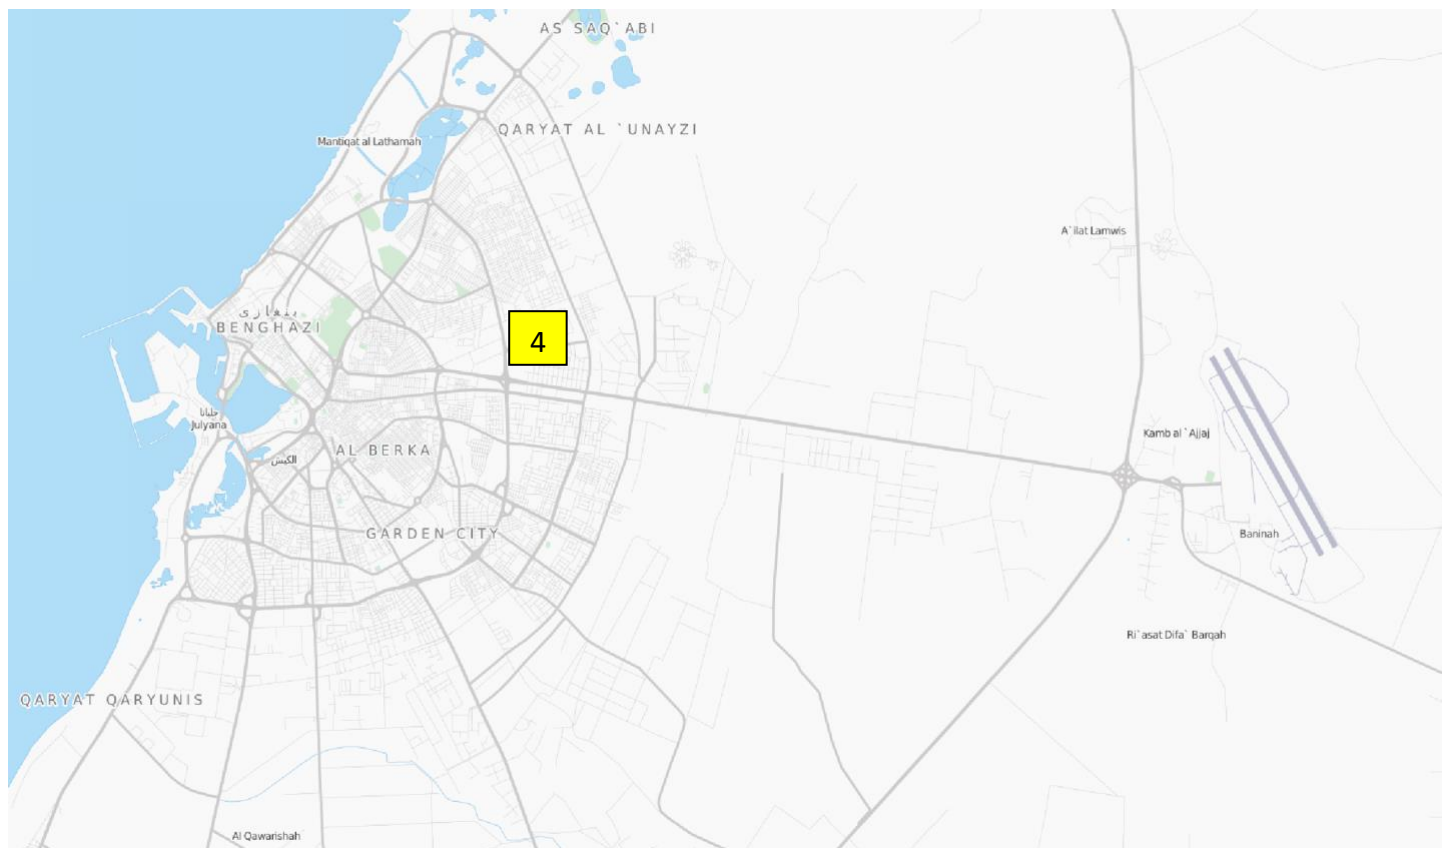 AS SAQ`ABI
QARYAT AL `UNAYZI
Mantiqat al Lathamah
A`ilat Lamwis
بنغازي
BENGHAZI
4
جليانا
Julyana
Kamb al `Ajjaj
AL BERKA
الكيش
GARDEN CITY
Baninah
Ri`asat Difa` Barqah
QARYAT QARYUNIS
Al Qawarishah